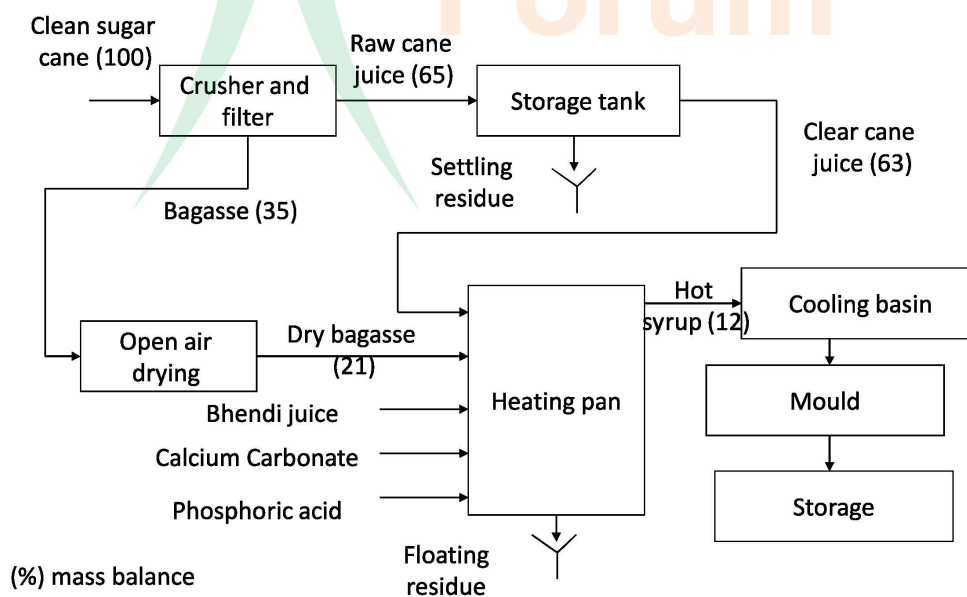 Forum
Clean sugar
cane (100)
Raw cane
juice (65)
Crusher and
filter
Storage tank
Clear cane
juice (63)
Settling
residue
Bagasse (35)
Hot
syrup (12)
Cooling basin
Open air
drying
Dry bagasse
(21)
Heating pan
Mould
Bhendi juice
Calcium Carbonate
Phosphoric acid
Storage
Floating
residue
(%) mass balance